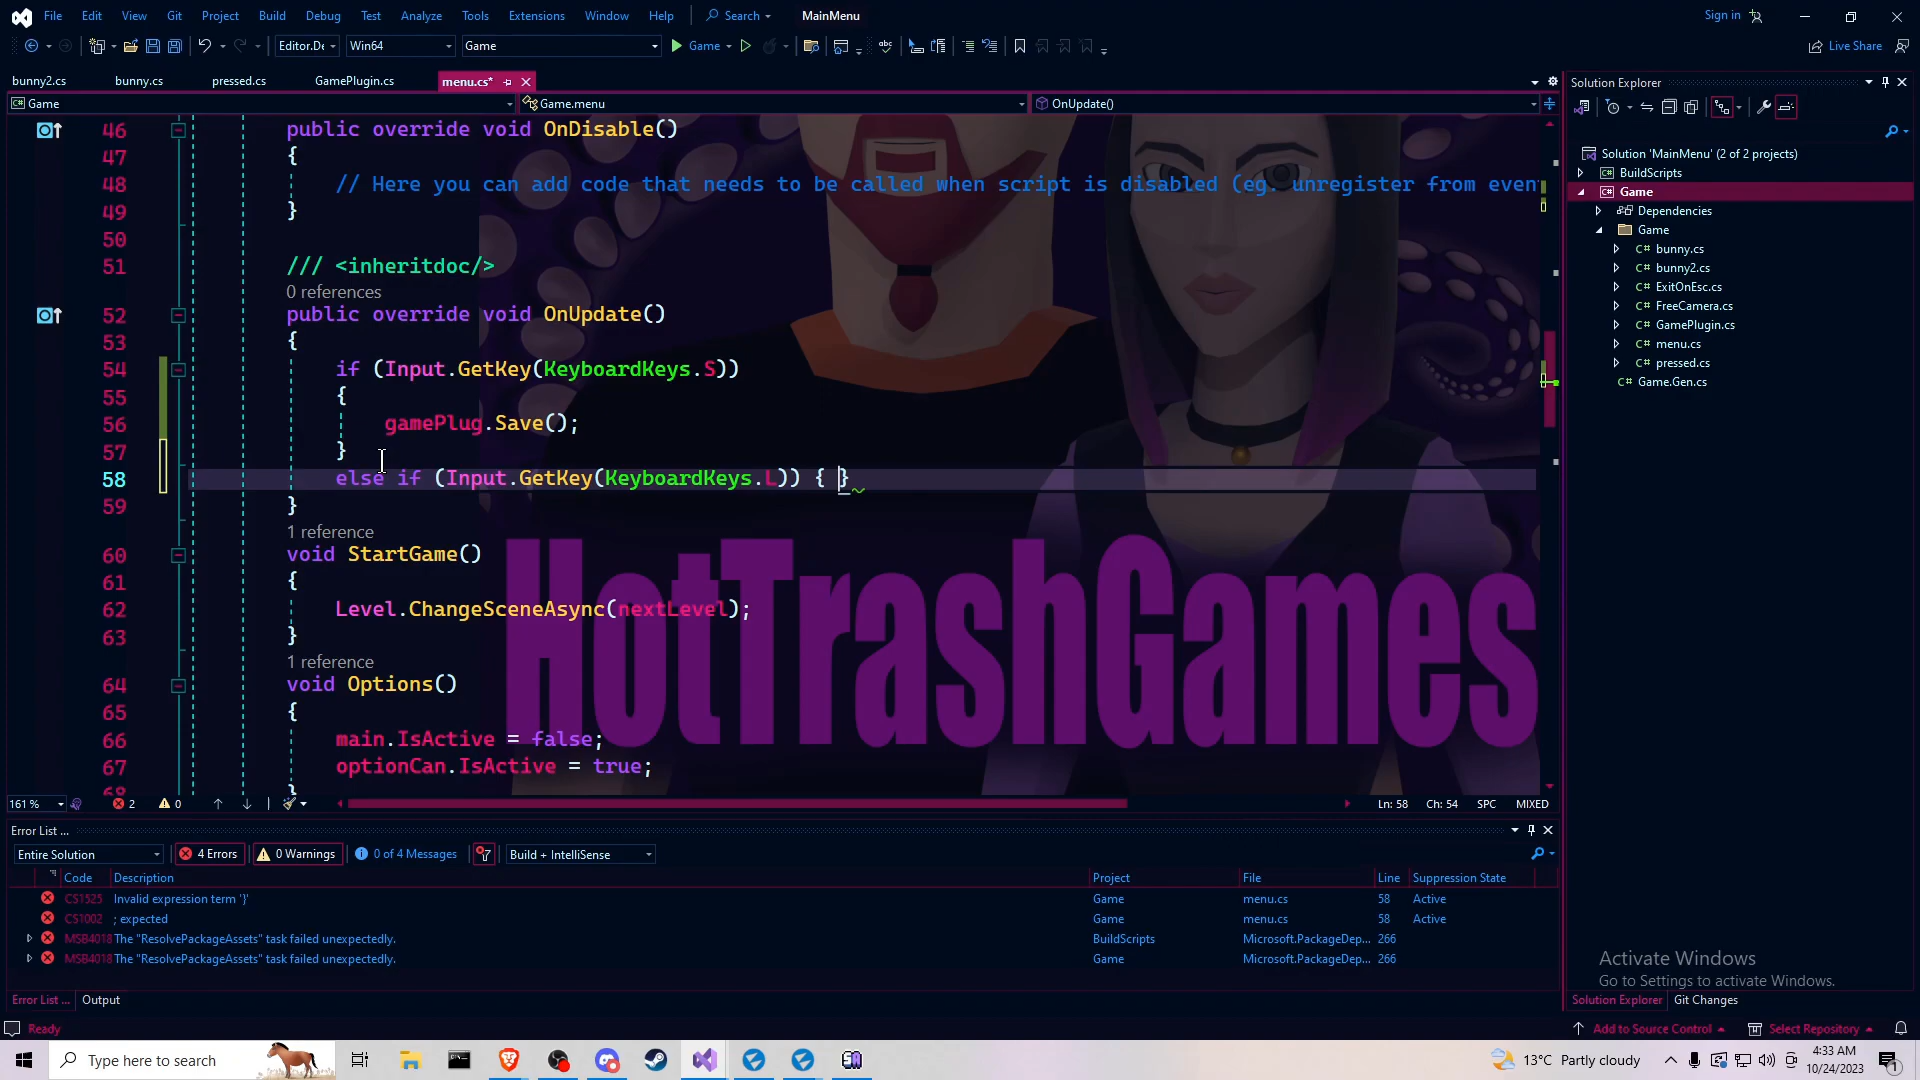 File Edit View Git Project Build Debug Test Analyze Tools Extensions Window Help Search MainMenu Sign in
Editor.De Win64 Game Game Live Share
bunny2.cs bunny.cs pressed.cs GamePlugin.cs menu.cs*
Game Game.menu OnUpdate()
46 public override void OnDisable()
47 {
48 // Here you can add code that needs to be called when script is disabled (eg. unregister from even
49 }
50
51 /// <inheritdoc/>
0 references
52 public override void OnUpdate()
53 {
54 if (Input.GetKey(KeyboardKeys.S))
55 {
56 gamePlug.Save();
57 }
58 else if (Input.GetKey(KeyboardKeys.L)) { }
59 }
1 reference
60 void StartGame()
61 {
62 Level.ChangeSceneAsync(nextLevel);
63 }
1 reference
64 void Options()
65 {
66 main.IsActive = false;
67 optionCan.IsActive = true;
68 }
HotTrashGames
161 % 2 0 Ln: 58 Ch: 54 SPC MIXED
Error List ...
Entire Solution 4 Errors 0 Warnings 0 of 4 Messages Build + IntelliSense
Code Description Project File Line Suppression State
CS1525 Invalid expression term '}' Game menu.cs 58 Active
CS1002 ; expected Game menu.cs 58 Active
MSB4018 The "ResolvePackageAssets" task failed unexpectedly. BuildScripts Microsoft.PackageDep... 266
MSB4018 The "ResolvePackageAssets" task failed unexpectedly. Game Microsoft.PackageDep... 266
Error List ... Output
Ready
Solution Explorer
Solution 'MainMenu' (2 of 2 projects)
BuildScripts
Game
Dependencies
Game
C# bunny.cs
C# bunny2.cs
C# ExitOnEsc.cs
C# FreeCamera.cs
C# GamePlugin.cs
C# menu.cs
C# pressed.cs
C# Game.Gen.cs
Activate Windows
Go to Settings to activate Windows.
Solution Explorer Git Changes
Add to Source Control Select Repository
Type here to search 13°C Partly cloudy 4:33 AM
10/24/2023